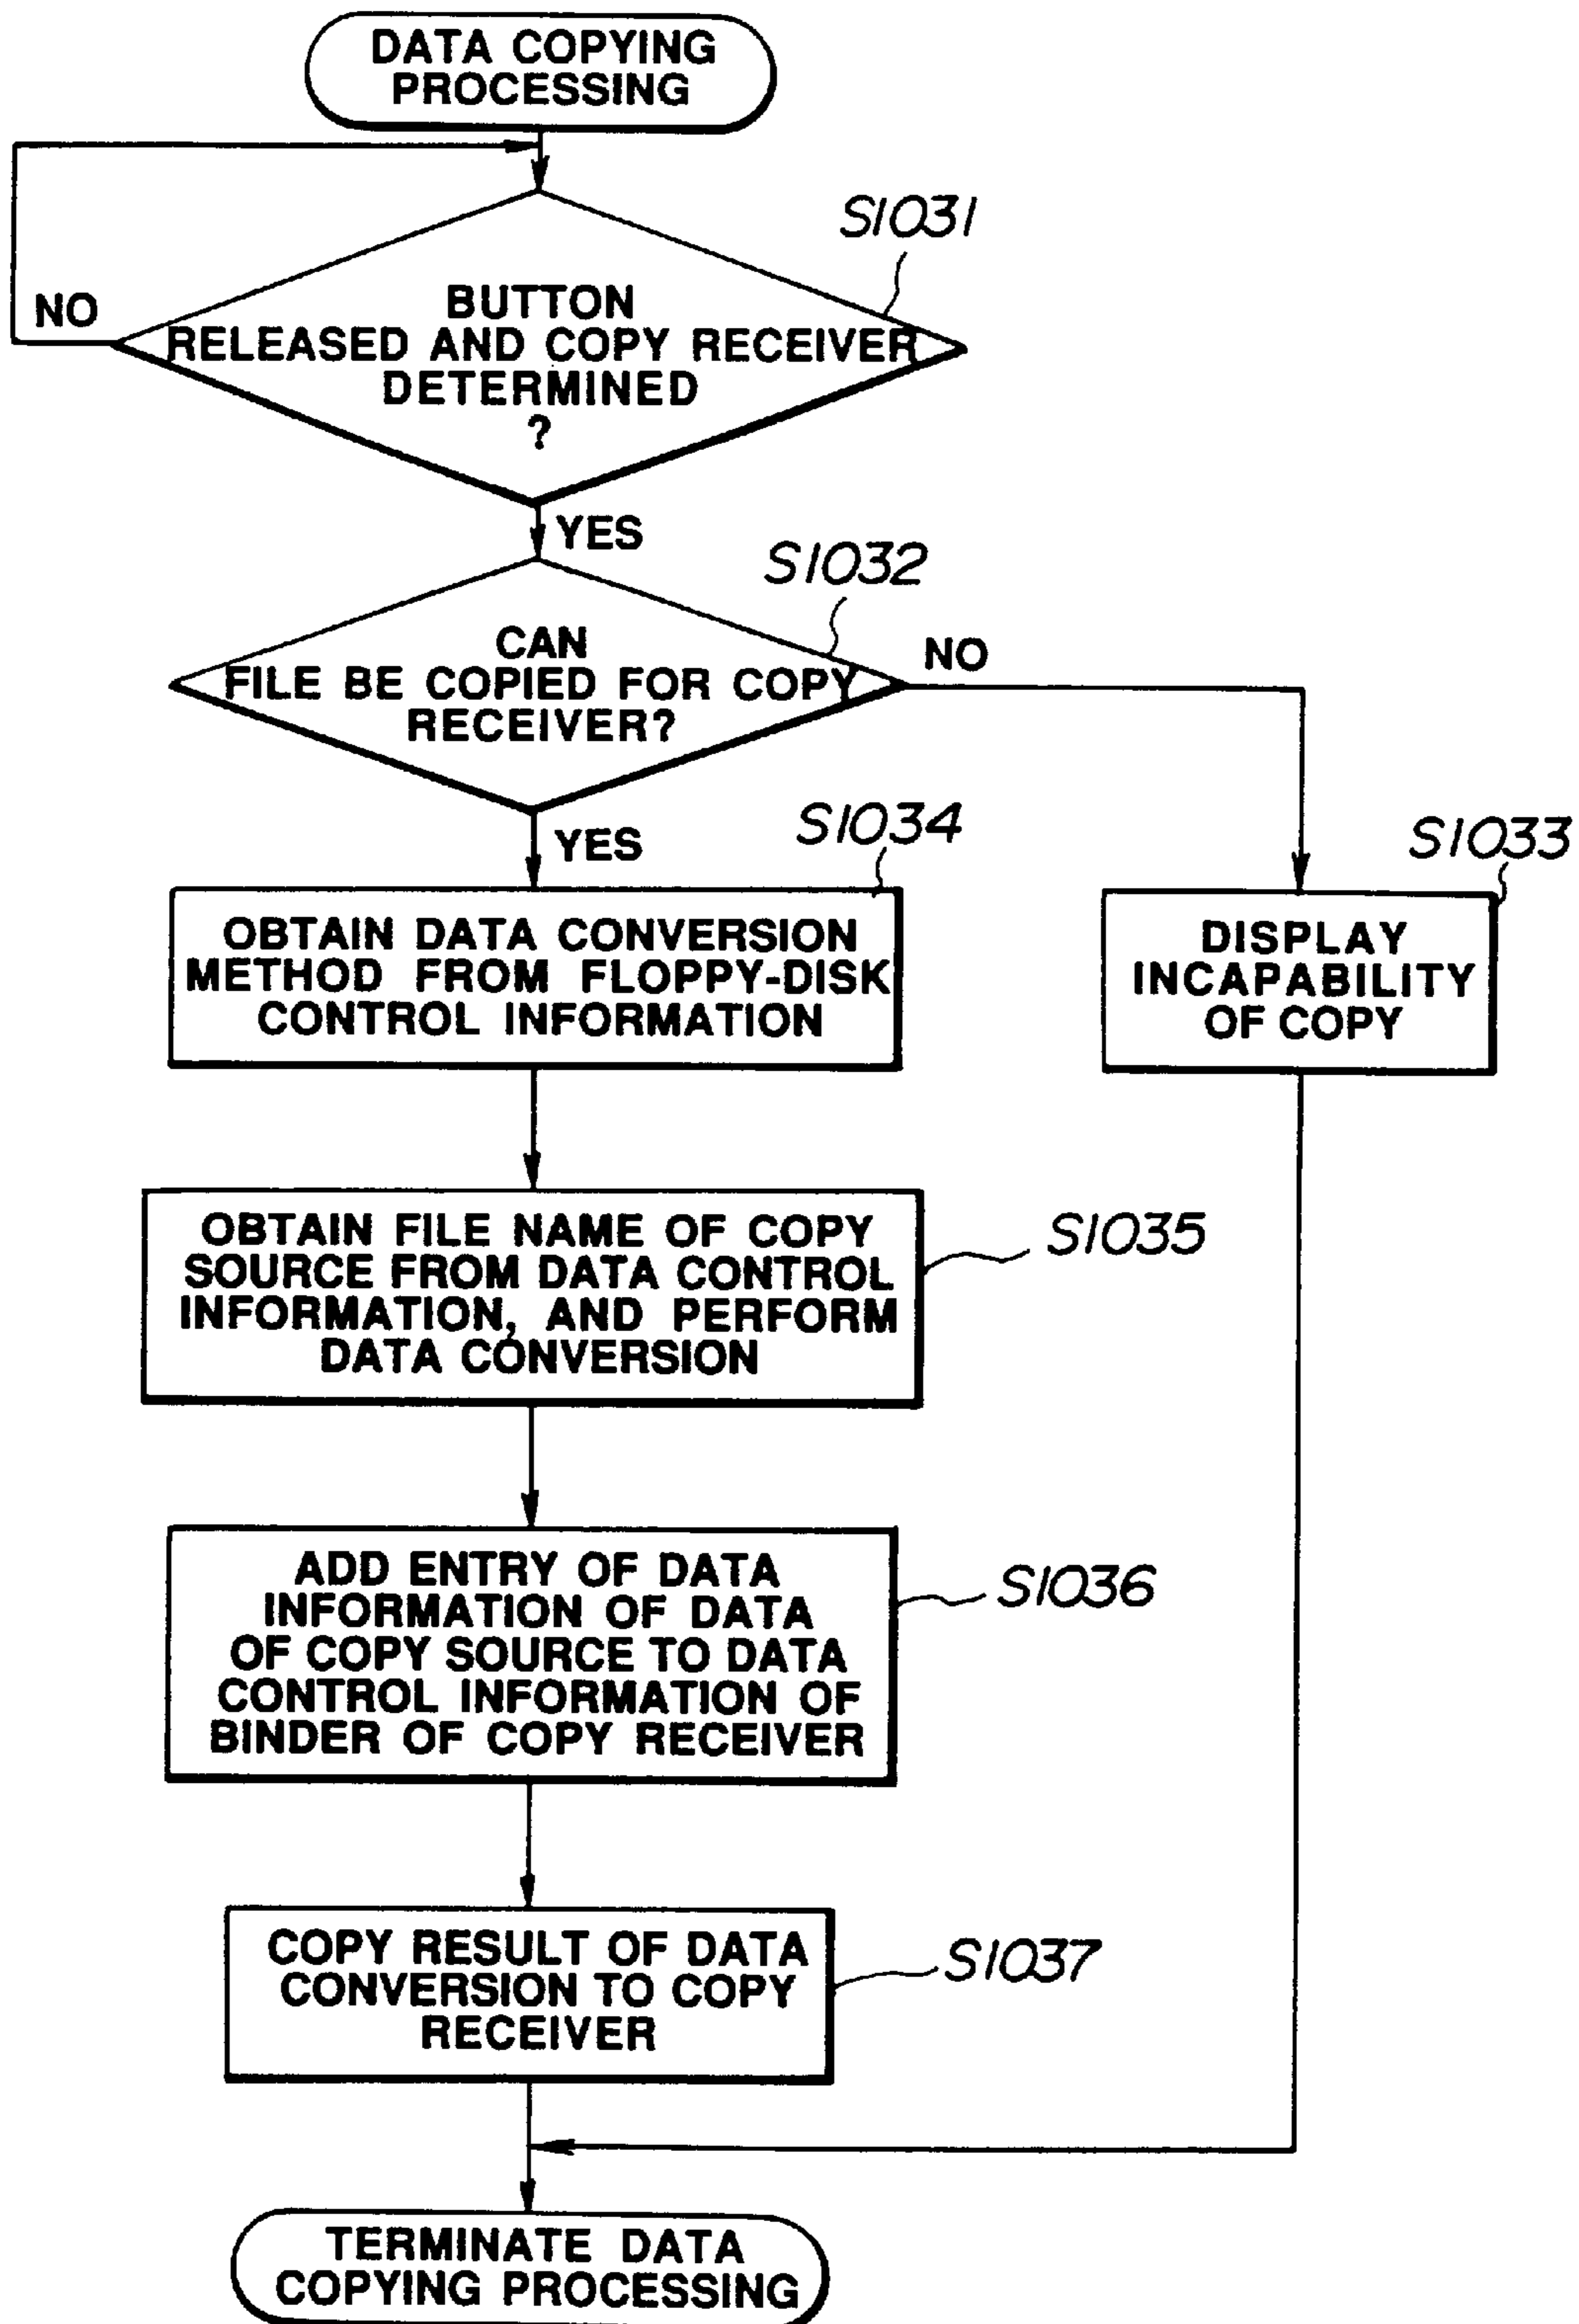 DATA COPYING
PROCESSING
S1031
NO
BUTTON
RELEASED AND COPY RECEIVER
DETERMINED
?
YES
S1032
CAN
FILE BE COPIED FOR COPY
RECEIVER?
NO
YES
S1034
S1033
OBTAIN DATA CONVERSION
METHOD FROM FLOPPY-DISK
CONTROL INFORMATION
DISPLAY
INCAPABILITY
OF COPY
OBTAIN FILE NAME OF COPY
SOURCE FROM DATA CONTROL
INFORMATION, AND PERFORM
DATA CONVERSION
S1035
ADD ENTRY OF DATA
INFORMATION OF DATA
OF COPY SOURCE TO DATA
CONTROL INFORMATION OF
BINDER OF COPY RECEIVER
S1036
COPY RESULT OF DATA
CONVERSION TO COPY
RECEIVER
S1037
TERMINATE DATA
COPYING PROCESSING